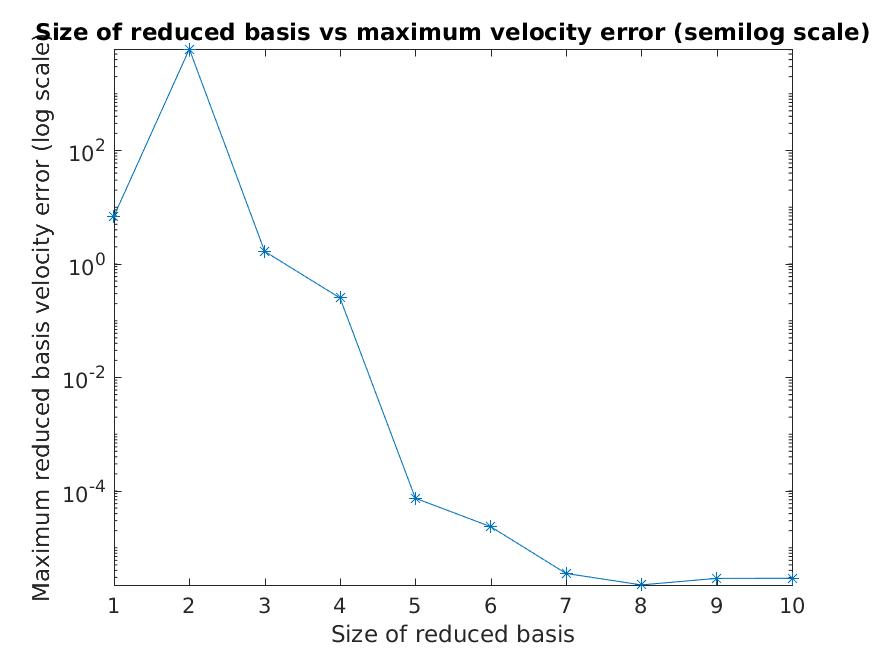 Size of reduced basis vs maximum velocity error (semilog scale)
Maximum reduced basis velocity error (log scale)
10^2
10^0
10^-2
10^-4
1 2 3 4 5 6 7 8 9 10
Size of reduced basis